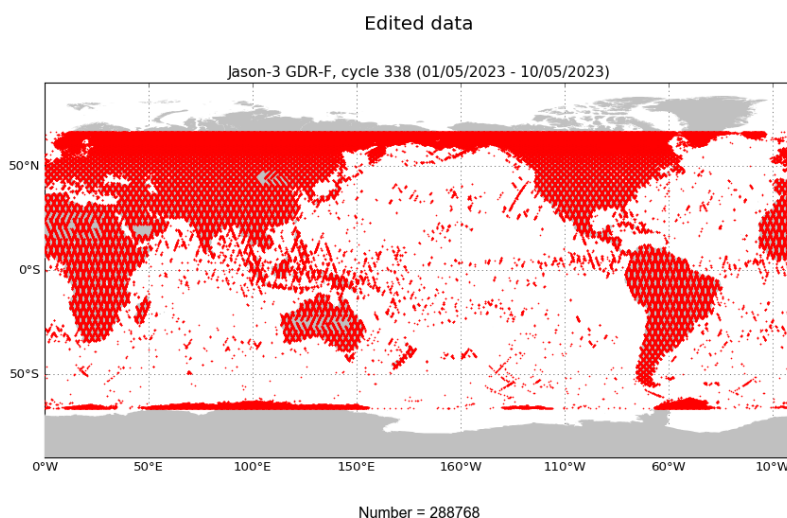 Edited data
Jason-3 GDR-F, cycle 338 (01/05/2023 - 10/05/2023)
50°N
0°S
50°S
0°W 50°E 100°E 150°E 160°W 110°W 60°W 10°W
Number = 288768